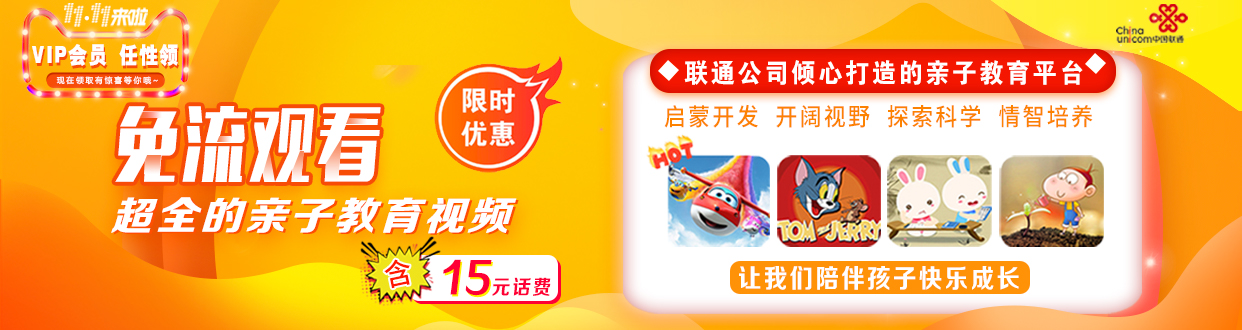 11.11来啦
VIP会员 任性领
现在领取有惊喜等你哦~
免流观看
超全的亲子教育视频
含 15元话费
限时
优惠
China
unicom中国联通
联通公司倾心打造的亲子教育平台
启蒙开发 开阔视野 探索科学 情智培养
HOT
TOM AND JERRY
让我们陪伴孩子快乐成长